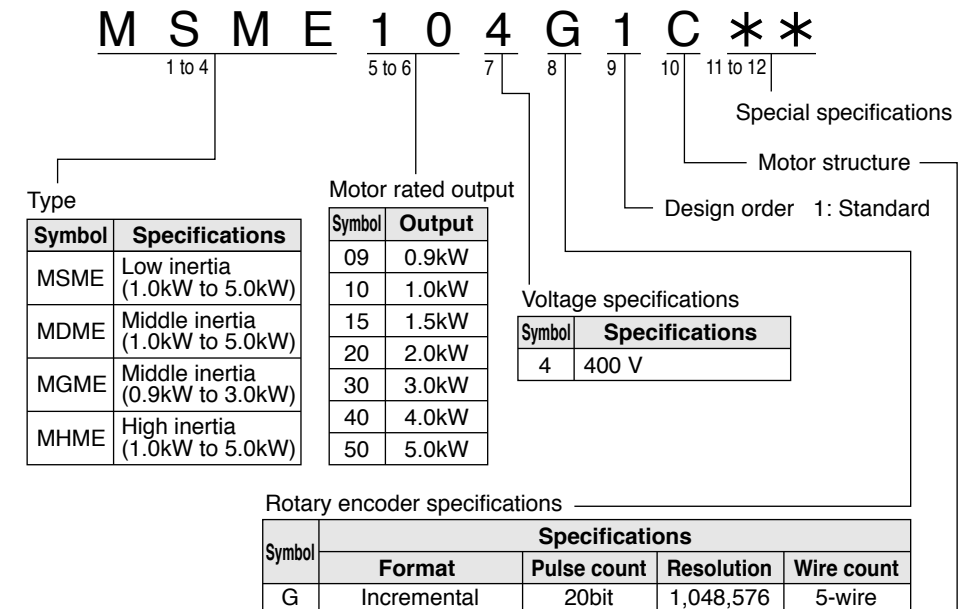 M S M E 1 0 4 G 1 C * *
1 to 4 5 to 6 7 8 9 10 11 to 12
Special specifications
Motor structure
Design order 1: Standard
Type
Symbol Specifications
MSME Low inertia
(1.0kW to 5.0kW)
MDME Middle inertia
(1.0kW to 5.0kW)
MGME Middle inertia
(0.9kW to 3.0kW)
MHME High inertia
(1.0kW to 5.0kW)
Motor rated output
Symbol Output
09 0.9kW
10 1.0kW
15 1.5kW
20 2.0kW
30 3.0kW
40 4.0kW
50 5.0kW
Voltage specifications
Symbol Specifications
4 400 V
Rotary encoder specifications
Symbol Specifications
Format Pulse count Resolution Wire count
G Incremental 20bit 1,048,576 5-wire